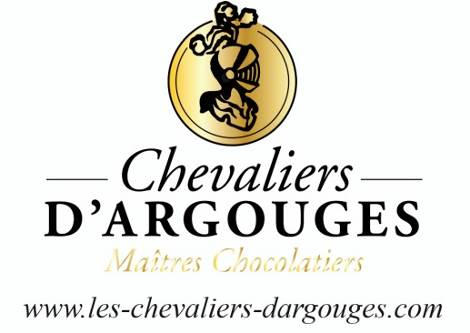 Chevaliers
D'ARGOUGES
Maîtres Chocolatiers
www.les-chevaliers-dargouges.com